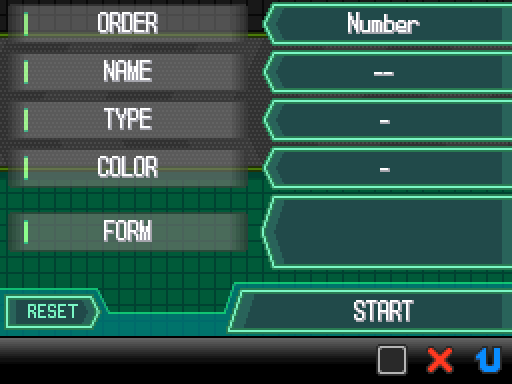 ORDER Number
NAME --
TYPE -
COLOR -
FORM
RESET START